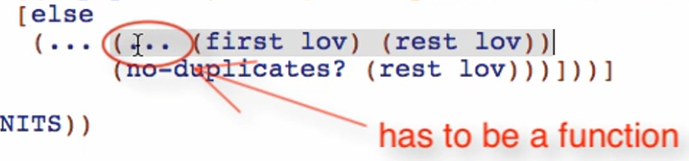 [else
(... (... (first lov) (rest lov))
(no-duplicates? (rest lov)))]))]
NITS))
has to be a function